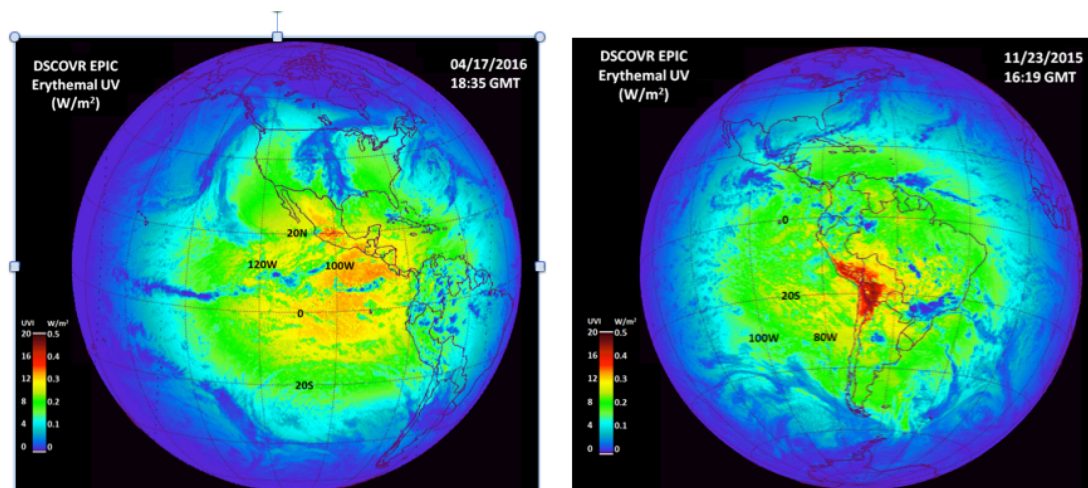 DSCOVR EPIC
Erythemal UV
(W/m²)
04/17/2016
18:35 GMT
20N
120W
100W
0
20S
UVI W/m²
20 0.5
16 0.4
12 0.3
8 0.2
4 0.1
0 0
DSCOVR EPIC
Erythemal UV
(W/m²)
11/23/2015
16:19 GMT
0
20S
100W
80W
UVI W/m²
20 0.5
16 0.4
12 0.3
8 0.2
4 0.1
0 0